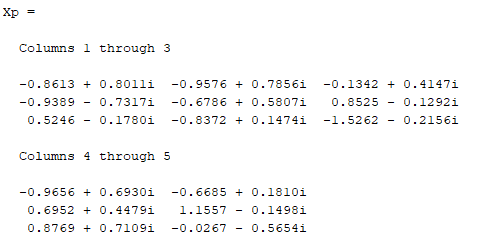 Xp =
Columns 1 through 3
-0.8613 + 0.8011i -0.9576 + 0.7856i -0.1342 + 0.4147i
-0.9389 - 0.7317i -0.6786 + 0.5807i 0.8525 - 0.1292i
0.5246 - 0.1780i -0.8372 + 0.1474i -1.5262 - 0.2156i
Columns 4 through 5
-0.9656 + 0.6930i -0.6685 + 0.1810i
0.6952 + 0.4479i 1.1557 - 0.1498i
0.8769 + 0.7109i -0.0267 - 0.5654i